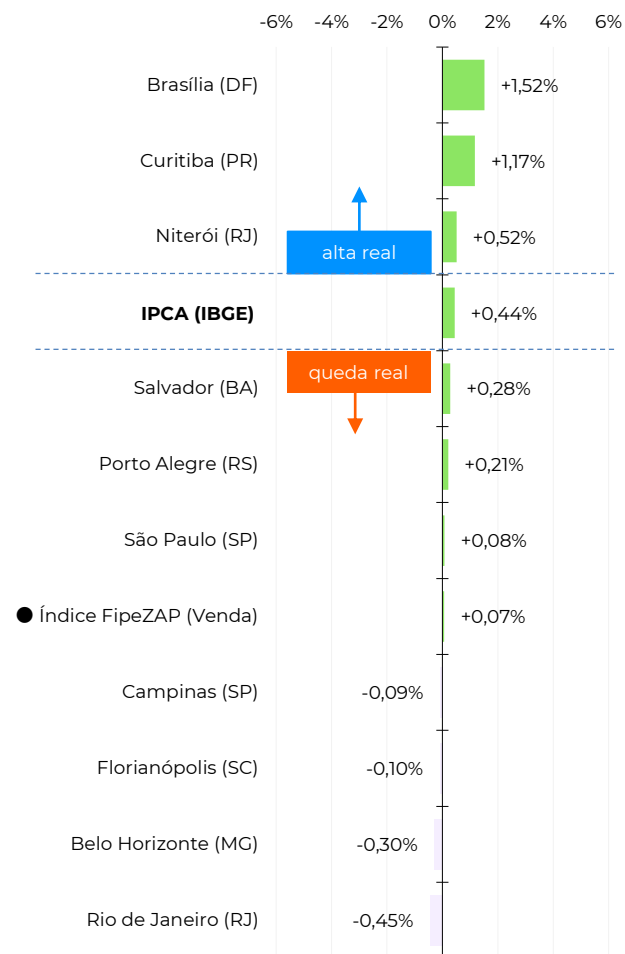 -6% -4% -2% 0% 2% 4% 6%
Brasília (DF) +1,52%
Curitiba (PR) +1,17%
Niterói (RJ) +0,52%
alta real
IPCA (IBGE) +0,44%
queda real
Salvador (BA) +0,28%
Porto Alegre (RS) +0,21%
São Paulo (SP) +0,08%
Índice FipeZAP (Venda) +0,07%
Campinas (SP) -0,09%
Florianópolis (SC) -0,10%
Belo Horizonte (MG) -0,30%
Rio de Janeiro (RJ) -0,45%